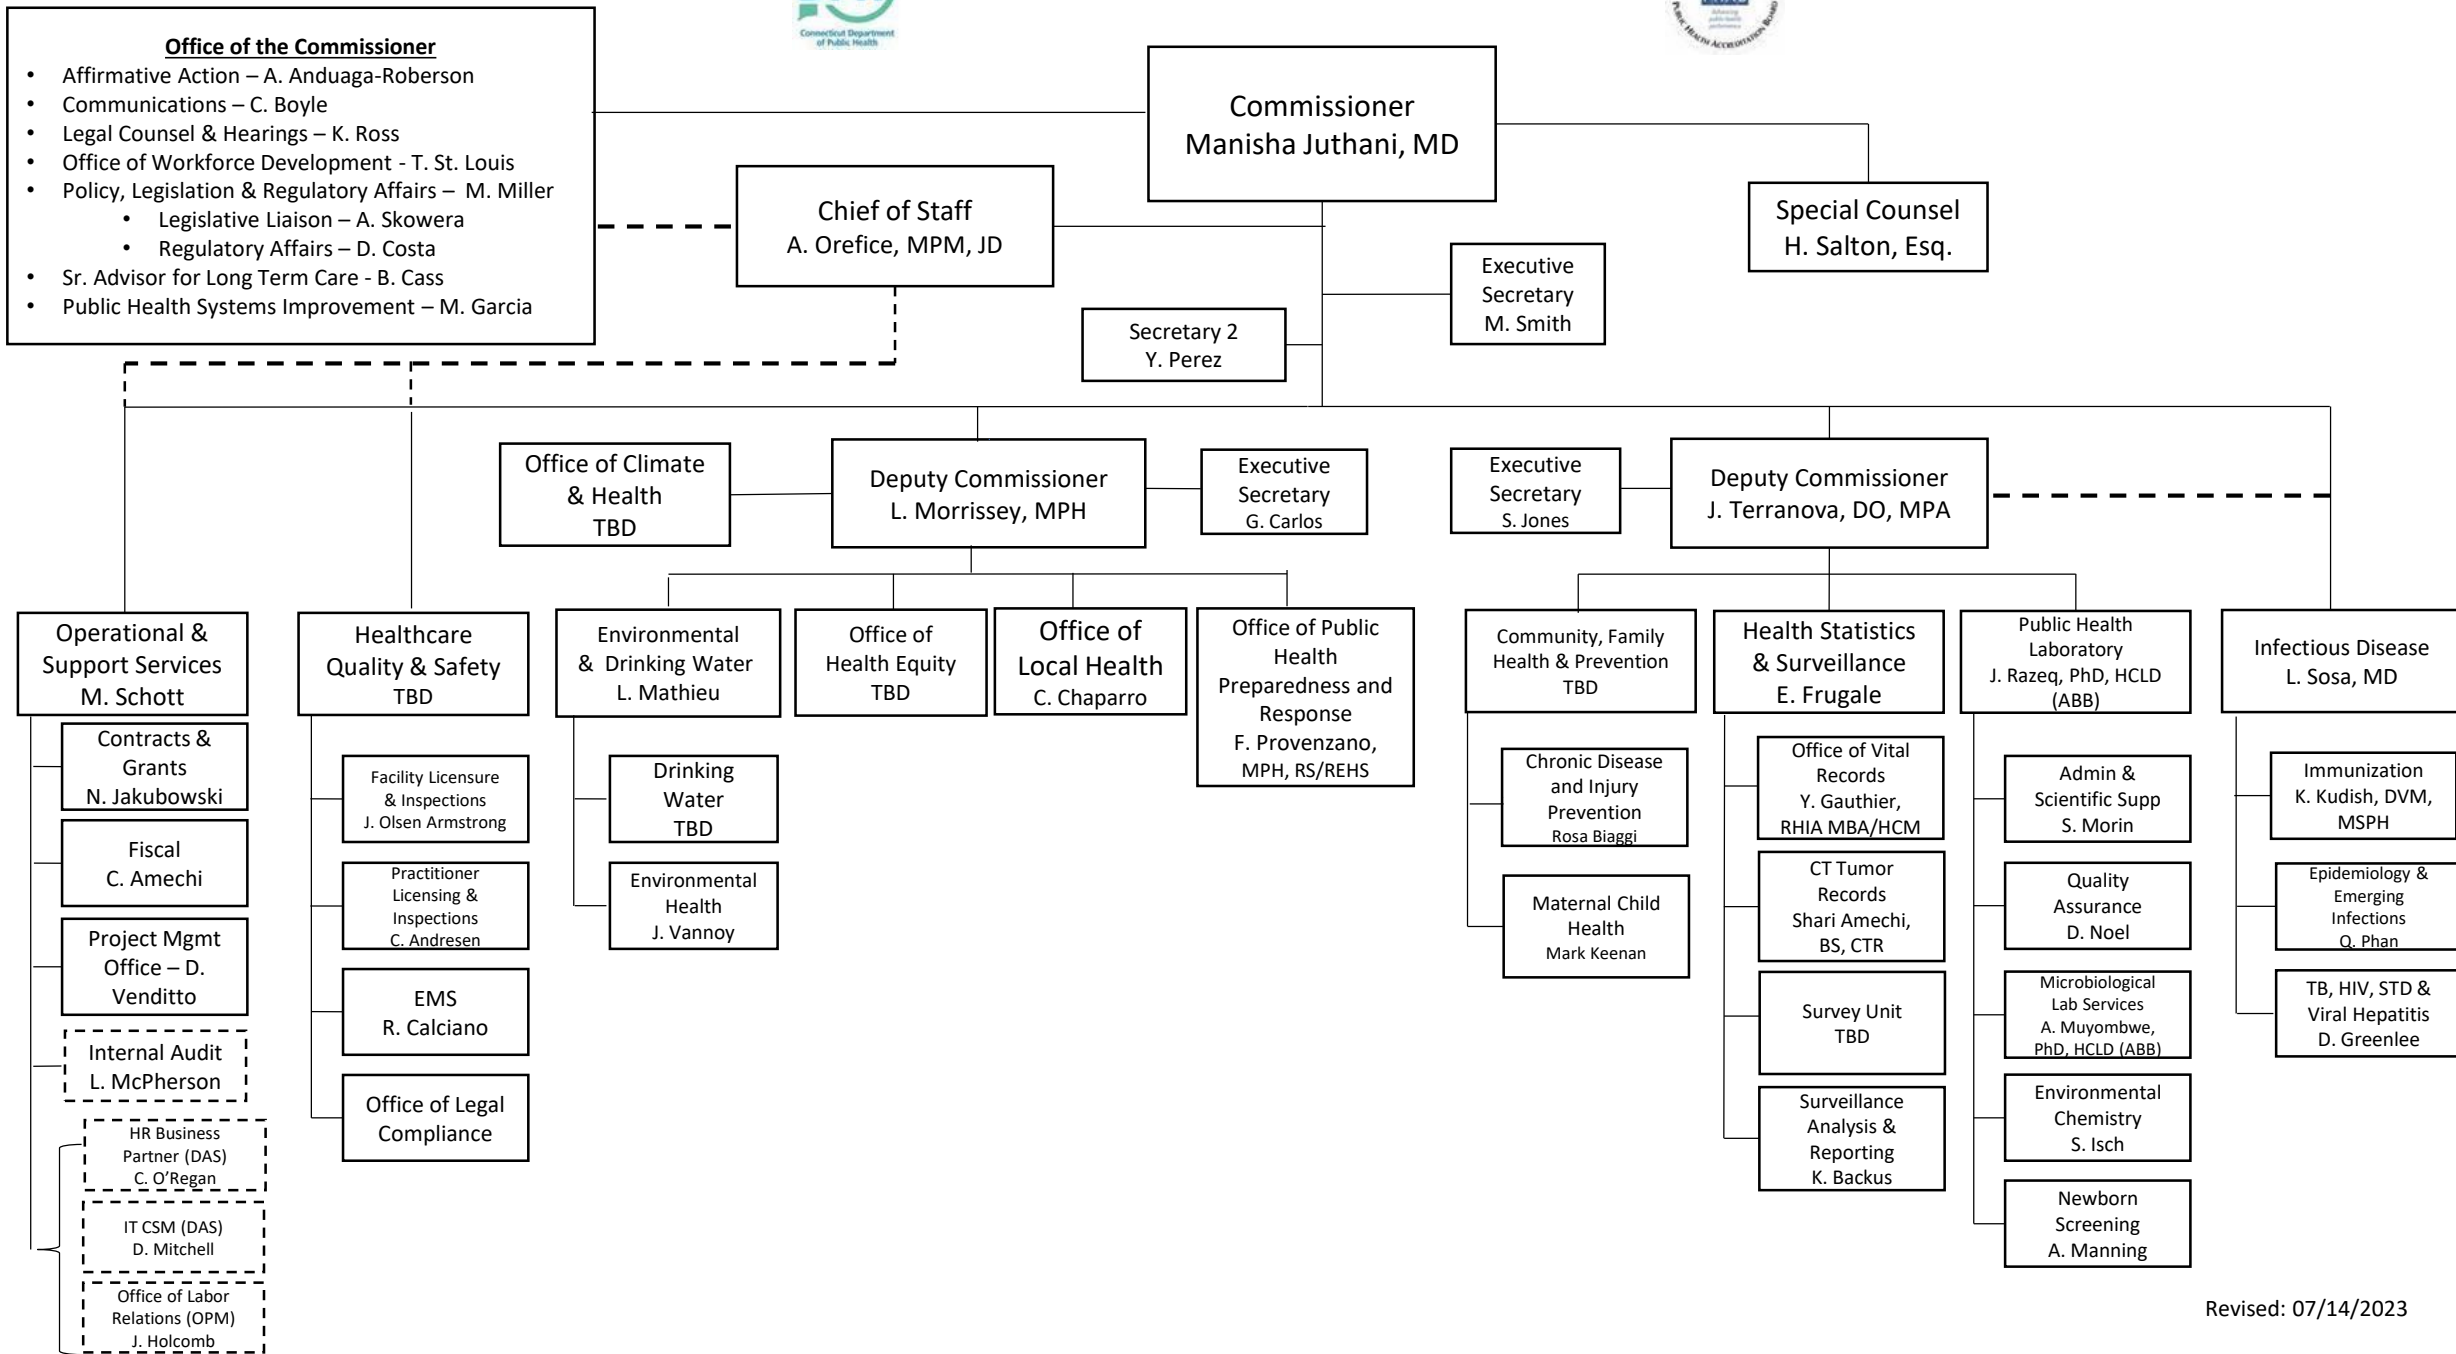 Office of the Commissioner
• Affirmative Action – A. Anduaga-Roberson
• Communications – C. Boyle
• Legal Counsel & Hearings – K. Ross
• Office of Workforce Development - T. St. Louis
• Policy, Legislation & Regulatory Affairs – M. Miller
• Legislative Liaison – A. Skowera
• Regulatory Affairs – D. Costa
• Sr. Advisor for Long Term Care - B. Cass
• Public Health Systems Improvement – M. Garcia
Connecticut Department
of Public Health
Advancing
public health
performance
PUBLIC HEALTH ACCREDITATION BOARD
Commissioner
Manisha Juthani, MD
Chief of Staff
A. Orefice, MPM, JD
Special Counsel
H. Salton, Esq.
Executive
Secretary
M. Smith
Secretary 2
Y. Perez
Office of Climate
& Health
TBD
Deputy Commissioner
L. Morrissey, MPH
Executive
Secretary
G. Carlos
Executive
Secretary
S. Jones
Deputy Commissioner
J. Terranova, DO, MPA
Operational &
Support Services
M. Schott
Contracts &
Grants
N. Jakubowski
Fiscal
C. Amechi
Project Mgmt
Office – D.
Venditto
Internal Audit
L. McPherson
HR Business
Partner (DAS)
C. O’Regan
IT CSM (DAS)
D. Mitchell
Office of Labor
Relations (OPM)
J. Holcomb
Healthcare
Quality & Safety
TBD
Facility Licensure
& Inspections
J. Olsen Armstrong
Practitioner
Licensing &
Inspections
C. Andresen
EMS
R. Calciano
Office of Legal
Compliance
Environmental
& Drinking Water
L. Mathieu
Drinking
Water
TBD
Environmental
Health
J. Vannoy
Office of
Health Equity
TBD
Office of
Local Health
C. Chaparro
Office of Public
Health
Preparedness and
Response
F. Provenzano,
MPH, RS/REHS
Community, Family
Health & Prevention
TBD
Chronic Disease
and Injury
Prevention
Rosa Biaggi
Maternal Child
Health
Mark Keenan
Health Statistics
& Surveillance
E. Frugale
Office of Vital
Records
Y. Gauthier,
RHIA MBA/HCM
CT Tumor
Records
Shari Amechi,
BS, CTR
Survey Unit
TBD
Surveillance
Analysis &
Reporting
K. Backus
Public Health
Laboratory
J. Razeq, PhD, HCLD
(ABB)
Admin &
Scientific Supp
S. Morin
Quality
Assurance
D. Noel
Microbiological
Lab Services
A. Muyombwe,
PhD, HCLD (ABB)
Environmental
Chemistry
S. Isch
Newborn
Screening
A. Manning
Infectious Disease
L. Sosa, MD
Immunization
K. Kudish, DVM,
MSPH
Epidemiology &
Emerging
Infections
Q. Phan
TB, HIV, STD &
Viral Hepatitis
D. Greenlee
Revised: 07/14/2023